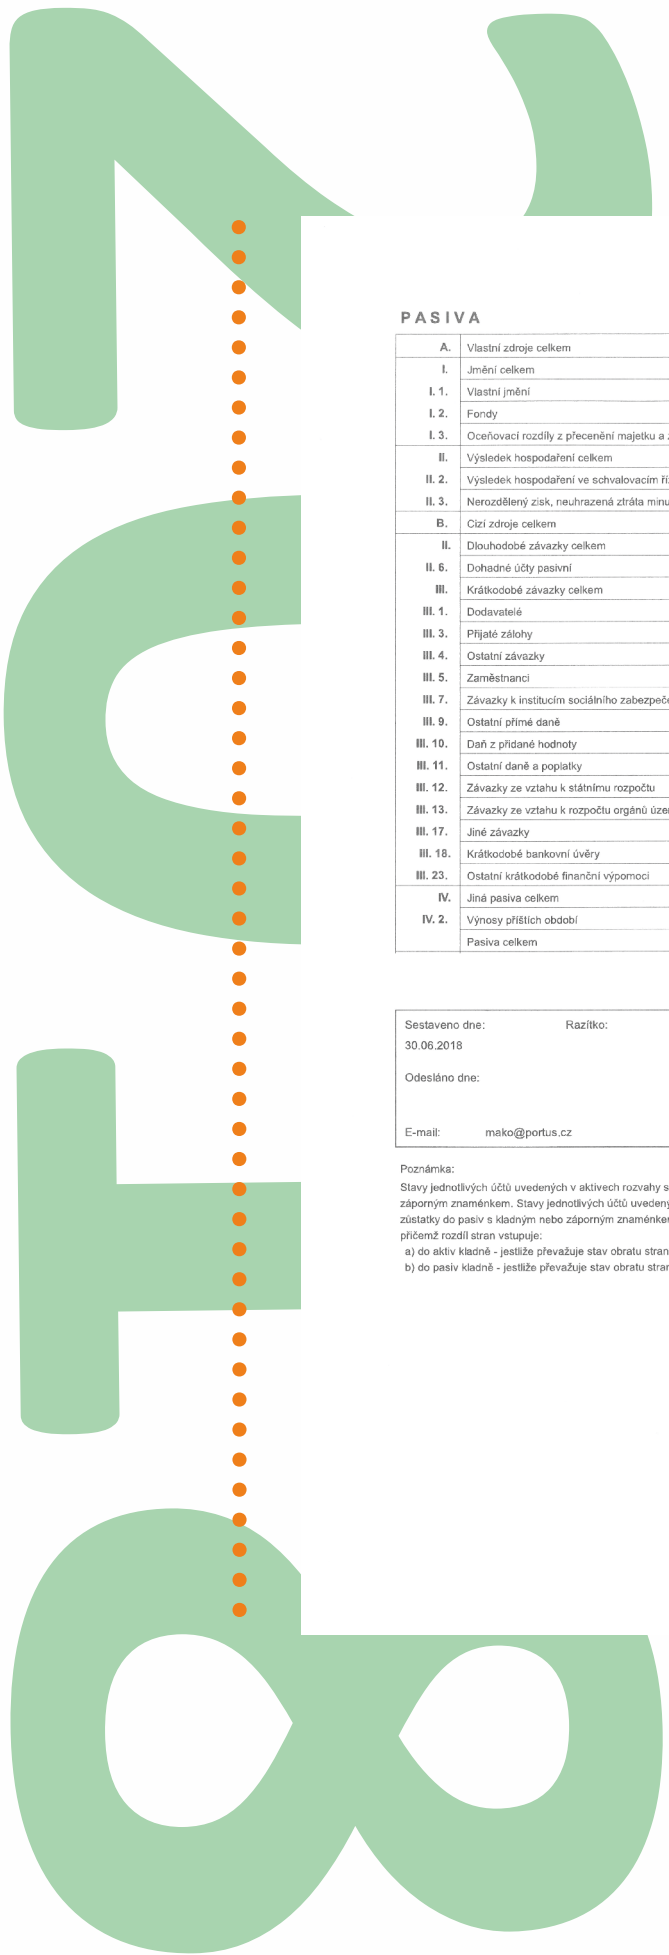 2018
PASIVA
A. Vlastní zdroje celkem
I. Jmění celkem
I. 1. Vlastní jmění
I. 2. Fondy
I. 3. Oceňovací rozdíly z přecenění majetku a
II. Výsledek hospodaření celkem
II. 2. Výsledek hospodaření ve schvalovacím
II. 3. Nerozdělený zisk, neuhrazená ztráta
B. Cizí zdroje celkem
II. Dlouhodobé závazky celkem
II. 6. Dohadné účty pasivní
III. Krátkodobé závazky celkem
III. 1. Dodavatelé
III. 3. Přijaté zálohy
III. 4. Ostatní závazky
III. 5. Zaměstnanci
III. 7. Závazky k institucím sociálního
III. 9. Ostatní přímé daně
III. 10. Daň z přidané hodnoty
III. 11. Ostatní daně a poplatky
III. 12. Závazky ze vztahu k státnímu rozpočtu
III. 13. Závazky ze vztahu k rozpočtu orgánů
III. 17. Jiné závazky
III. 18. Krátkodobé bankovní úvěry
III. 23. Ostatní krátkodobé finanční výpomoci
IV. Jiná pasiva celkem
IV. 2. Výnosy příštích období
Pasiva celkem
Sestaveno dne: Razítko:
30.06.2018
Odesláno dne:
E-mail: mako@portus.cz
Poznámka:
Stavy jednotlivých účtů uvedených v aktivech rozvahy
záporným znaménkem. Stavy jednotlivých účtů
zůstatky do pasiv s kladným nebo záporným
přičemž rozdíl stran vstupuje:
a) do aktiv kladně - jestliže převažuje stav obratu
b) do pasiv kladně - jestliže převažuje stav obratu